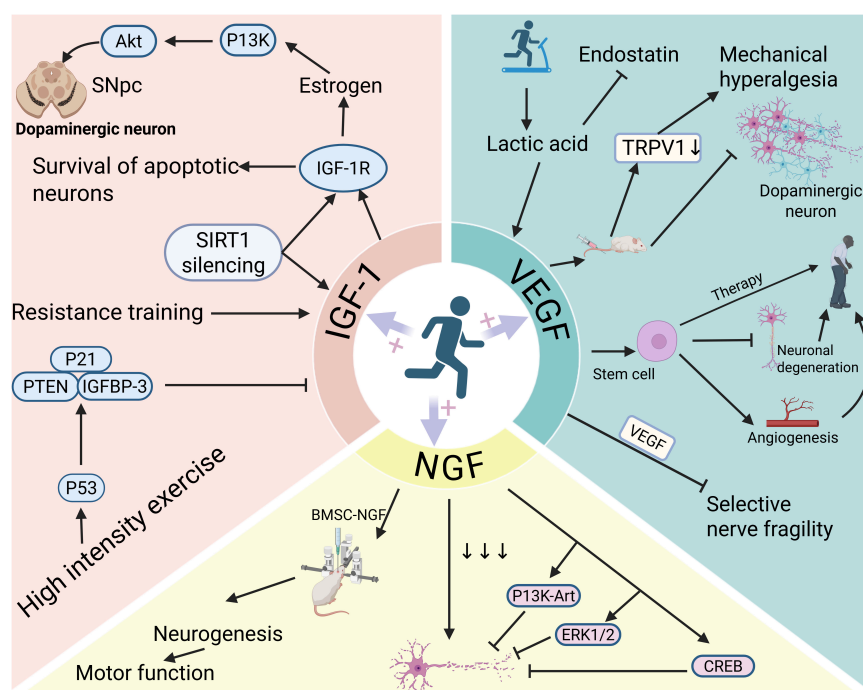 Akt
P13K
SNpc
Dopaminergic neuron
Estrogen
Survival of apoptotic
neurons
IGF-1R
SIRT1
silencing
Resistance training
P21
PTEN
IGFBP-3
P53
High intensity exercise
IGF-1
Endostatin
Mechanical
hyperalgesia
Lactic acid
TRPV1↓
Dopaminergic
neuron
VEGF
Therapy
Stem cell
Neuronal
degeneration
Angiogenesis
VEGF
Selective
nerve fragility
+
+
+
NGF
BMSC-NGF
↓↓↓
Neurogenesis
Motor function
P13K-Art
ERK1/2
CREB